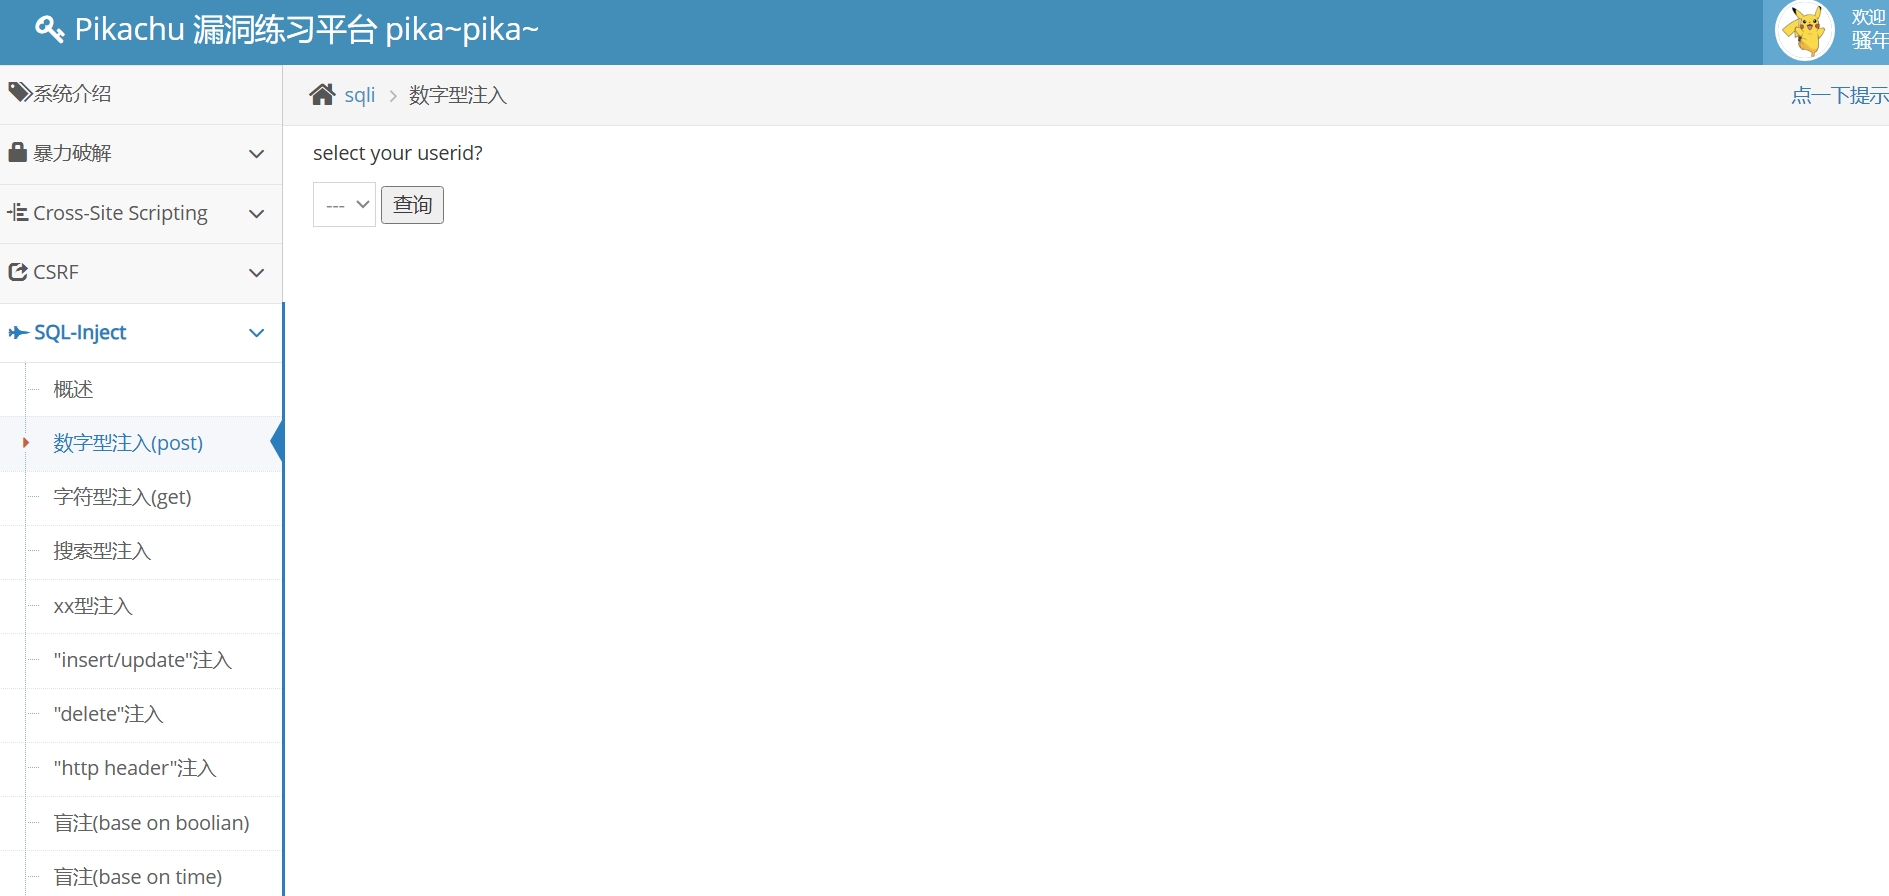 Pikachu 漏洞练习平台 pika~pika~
欢迎
骚年
系统介绍
暴力破解
Cross-Site Scripting
CSRF
SQL-Inject
概述
数字型注入(post)
字符型注入(get)
搜索型注入
xx型注入
"insert/update"注入
"delete"注入
"http header"注入
盲注(base on boolian)
盲注(base on time)
sqli > 数字型注入
点一下提示
select your userid?
--- 查询